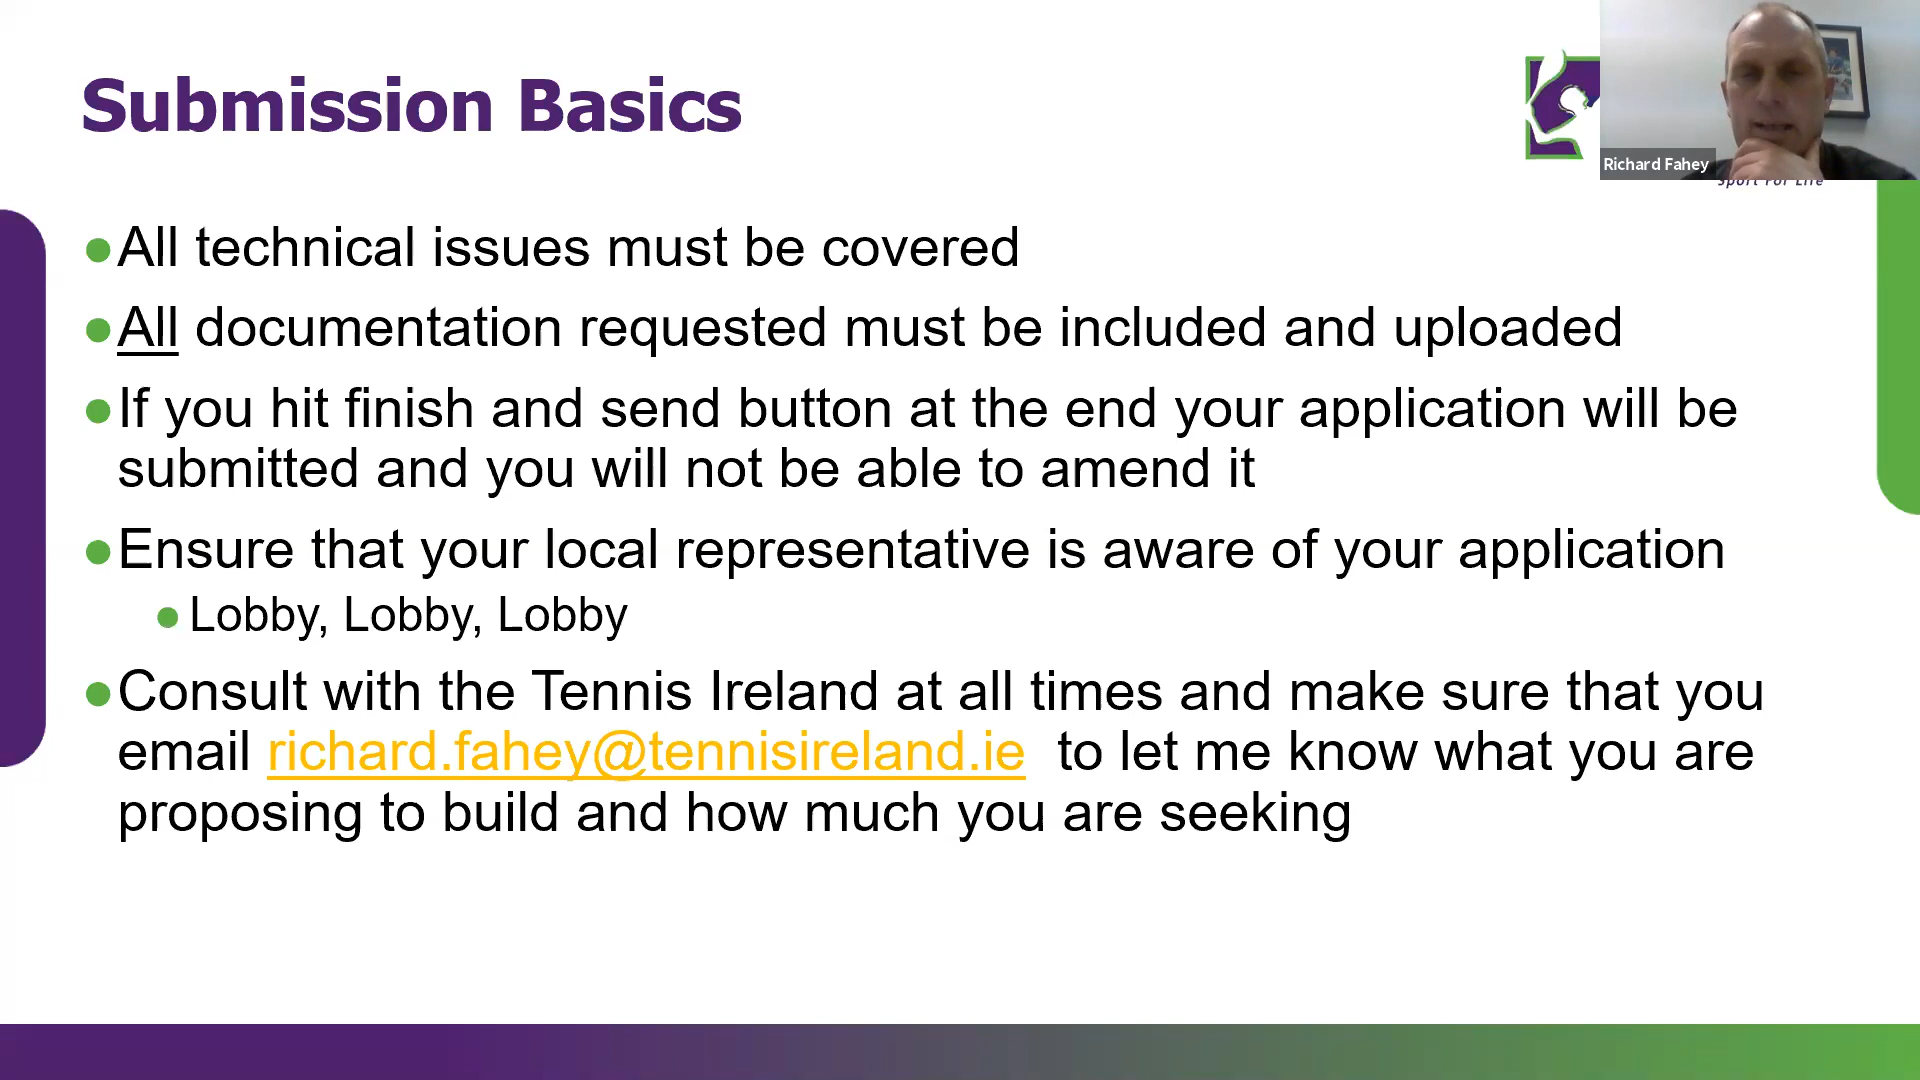 Submission Basics
Richard Fahey
Sport For Life
●All technical issues must be covered
●All documentation requested must be included and uploaded
●If you hit finish and send button at the end your application will be
submitted and you will not be able to amend it
●Ensure that your local representative is aware of your application
●Lobby, Lobby, Lobby
●Consult with the Tennis Ireland at all times and make sure that you
email richard.fahey@tennisireland.ie to let me know what you are
proposing to build and how much you are seeking